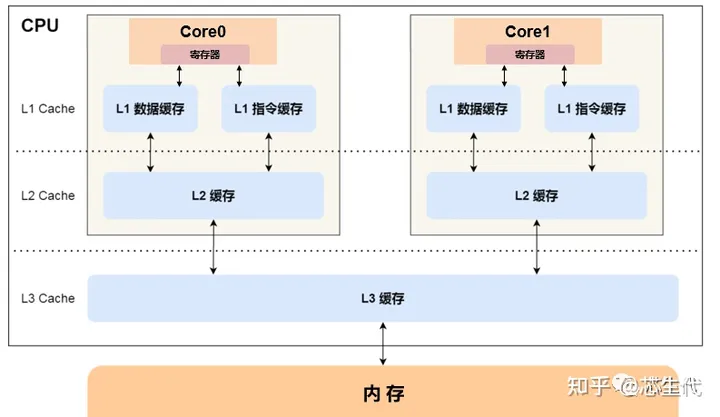 CPU
Core0
寄存器
Core1
寄存器
L1 Cache
L1 数据缓存
L1 指令缓存
L1 数据缓存
L1 指令缓存
L2 Cache
L2 缓存
L2 缓存
L3 Cache
L3 缓存
内存
知乎 @芯生代